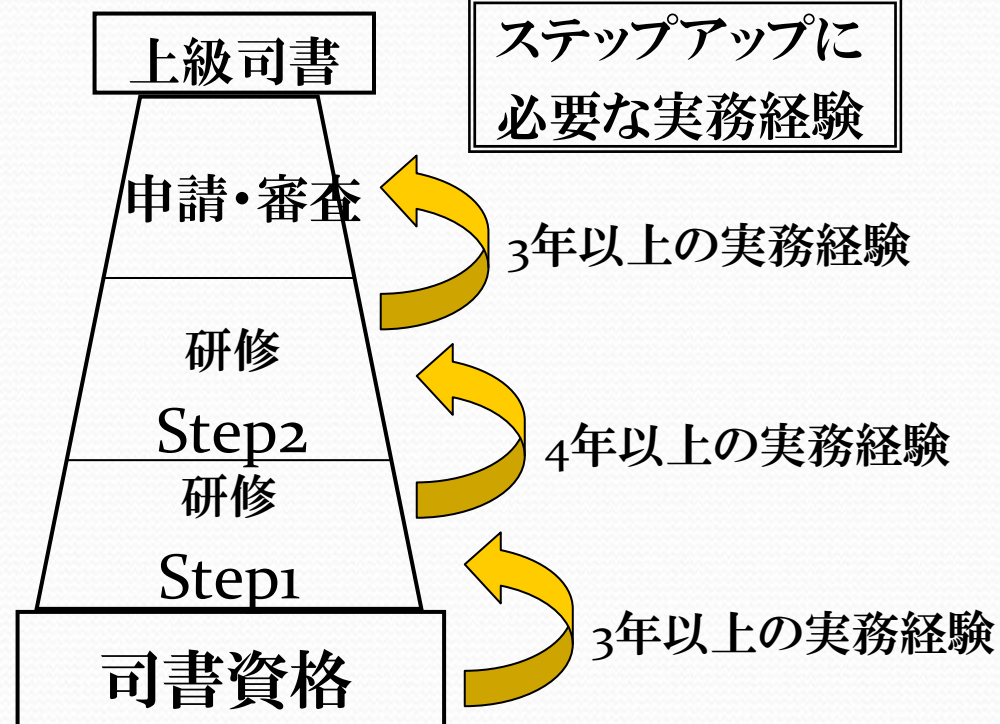 上級司書
ステップアップに
必要な実務経験
申請・審査
3年以上の実務経験
研修
Step2
4年以上の実務経験
研修
Step1
3年以上の実務経験
司書資格